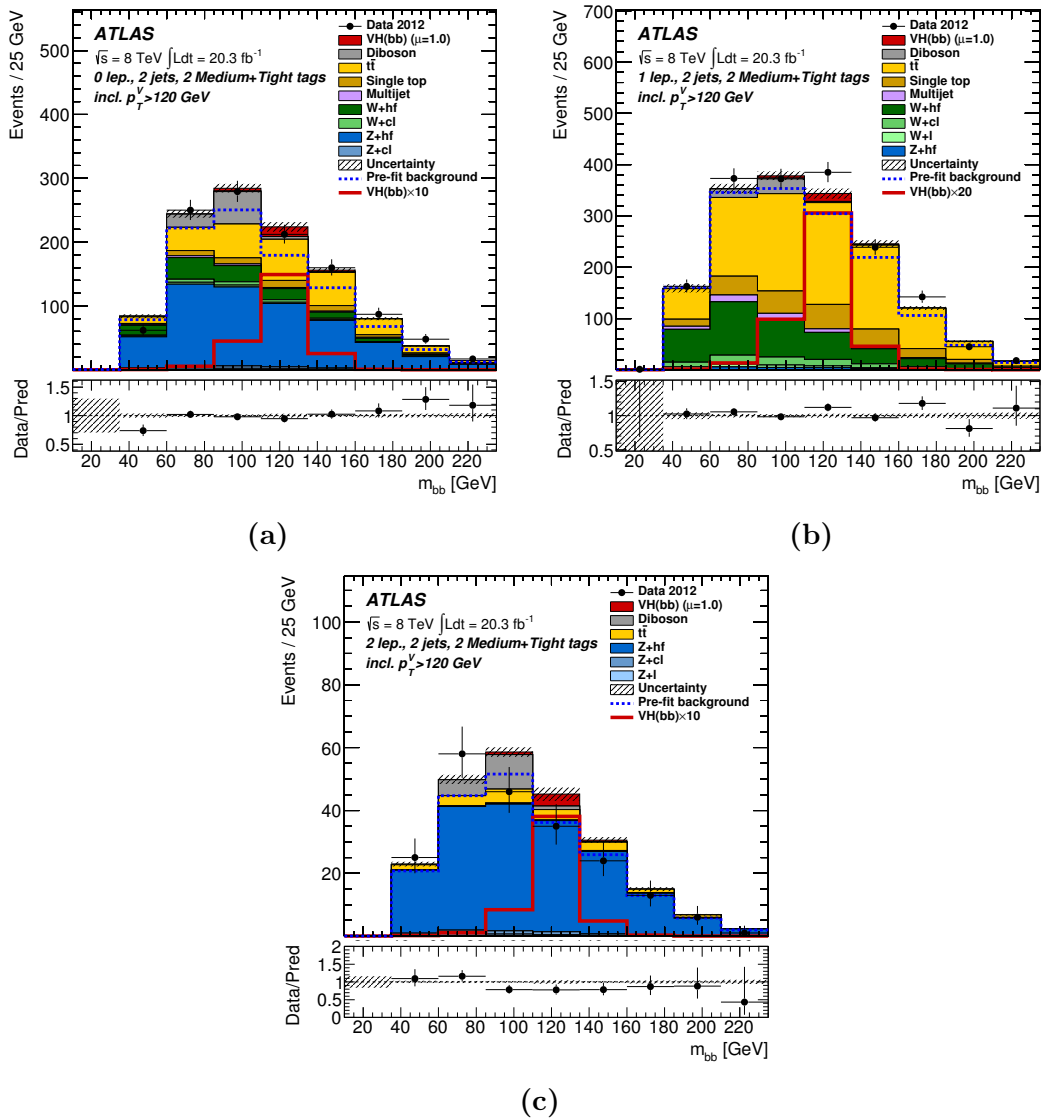 Events / 25 GeV
500
400
300
200
100
ATLAS
√s = 8 TeV ∫Ldt = 20.3 fb⁻¹
0 lep., 2 jets, 2 Medium+Tight tags
incl. p_T^V>120 GeV
Data 2012
VH(bb) (μ=1.0)
Diboson
tt̄
Single top
Multijet
W+hf
W+cl
Z+hf
Z+cl
Uncertainty
Pre-fit background
VH(bb)×10
Data/Pred
1.5
1
0.5
20 40 60 80 100 120 140 160 180 200 220
m_bb [GeV]
(a)
Events / 25 GeV
700
600
500
400
300
200
100
ATLAS
√s = 8 TeV ∫Ldt = 20.3 fb⁻¹
1 lep., 2 jets, 2 Medium+Tight tags
incl. p_T^V>120 GeV
Data 2012
VH(bb) (μ=1.0)
Diboson
tt̄
Single top
Multijet
W+hf
W+cl
W+l
Z+hf
Uncertainty
Pre-fit background
VH(bb)×20
Data/Pred
1.5
1
0.5
20 40 60 80 100 120 140 160 180 200 220
m_bb [GeV]
(b)
Events / 25 GeV
100
80
60
40
20
ATLAS
√s = 8 TeV ∫Ldt = 20.3 fb⁻¹
2 lep., 2 jets, 2 Medium+Tight tags
incl. p_T^V>120 GeV
Data 2012
VH(bb) (μ=1.0)
Diboson
tt̄
Z+hf
Z+cl
Z+l
Uncertainty
Pre-fit background
VH(bb)×10
Data/Pred
2
1.5
1
0.5
0
20 40 60 80 100 120 140 160 180 200 220
m_bb [GeV]
(c)